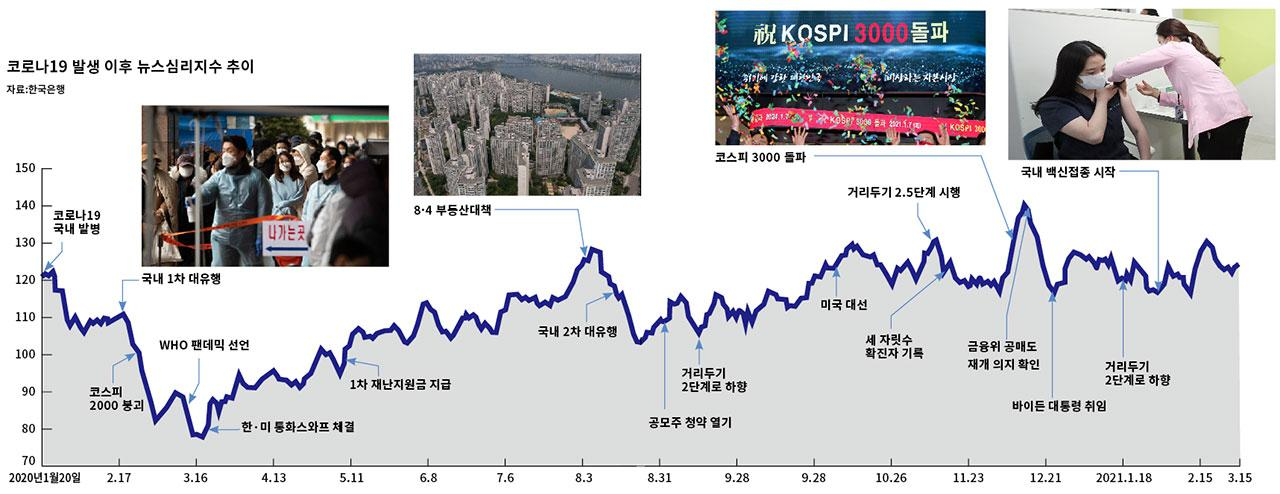 코로나19 발생 이후 뉴스심리지수 추이
자료:한국은행
祝 KOSPI 3000돌파
KOSPI 3000 돌파 2021.1.7
KOSPI 300
나가는곳
코스피 3000 돌파
국내 백신접종 시작
8·4 부동산대책
거리두기 2.5단계 시행
코로나19
국내 발병
국내 1차 대유행
WHO 팬데믹 선언
코스피
2000 붕괴
한·미 통화스와프 체결
1차 재난지원금 지급
국내 2차 대유행
거리두기
2단계로 하향
공모주 청약 열기
미국 대선
세 자릿수
확진자 기록
금융위 공매도
재개 의지 확인
바이든 대통령 취임
거리두기
2단계로 하향
150
140
130
120
110
100
90
80
70
2020년1월20일 2.17 3.16 4.13 5.11 6.8 7.6 8.3 8.31 9.28 9.28 10.26 11.23 12.21 2021.1.18 2.15 3.15